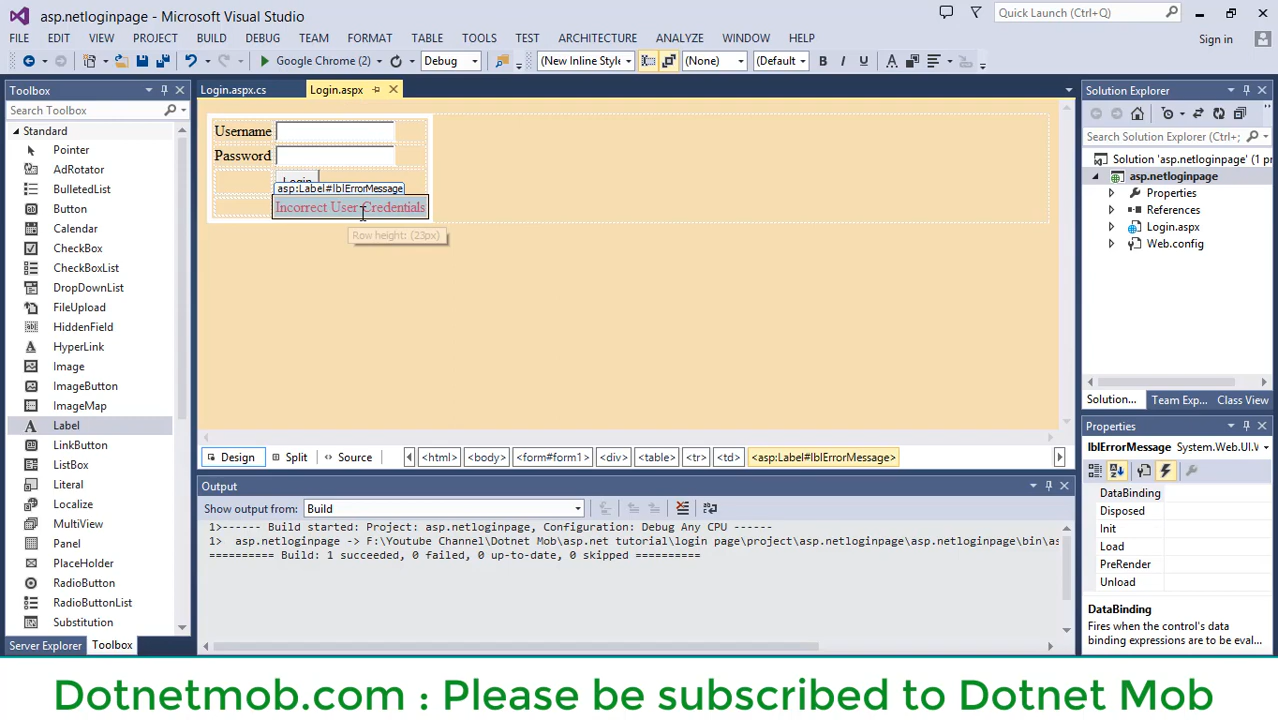 asp.netloginpage - Microsoft Visual Studio
Quick Launch (Ctrl+Q)
FILE EDIT VIEW PROJECT BUILD DEBUG TEAM FORMAT TABLE TOOLS TEST ARCHITECTURE ANALYZE WINDOW HELP
Sign in
Google Chrome (2) Debug (New Inline Style (None) (Default B I U A
Toolbox
Search Toolbox
Standard
Pointer
AdRotator
BulletedList
Button
Calendar
CheckBox
CheckBoxList
DropDownList
FileUpload
HiddenField
HyperLink
Image
ImageButton
ImageMap
A Label
LinkButton
ListBox
Literal
Localize
MultiView
Panel
PlaceHolder
RadioButton
RadioButtonList
Substitution
Server Explorer Toolbox
Login.aspx.cs Login.aspx
Username
Password
Login
asp:Label#lblErrorMessage
Incorrect User Credentials
Row height: (23px)
Design Split Source <html> <body> <form#form1> <div> <table> <tr> <td> <asp:Label#lblErrorMessage>
Output
Show output from: Build
1>------ Build started: Project: asp.netloginpage, Configuration: Debug Any CPU ------
1> asp.netloginpage -> F:\Youtube Channel\Dotnet Mob\asp.net tutorial\login page\project\asp.netloginpage\asp.netloginpage\bin\as
========== Build: 1 succeeded, 0 failed, 0 up-to-date, 0 skipped ==========
Solution Explorer
Search Solution Explorer (Ctrl+;
Solution 'asp.netloginpage' (1 pr
asp.netloginpage
Properties
References
Login.aspx
Web.config
Solution... Team Exp... Class View
Properties
lblErrorMessage System.Web.UI.W
DataBinding
Disposed
Init
Load
PreRender
Unload
DataBinding
Fires when the control's data
binding expressions are to be eval...
Dotnetmob.com : Please be subscribed to Dotnet Mob